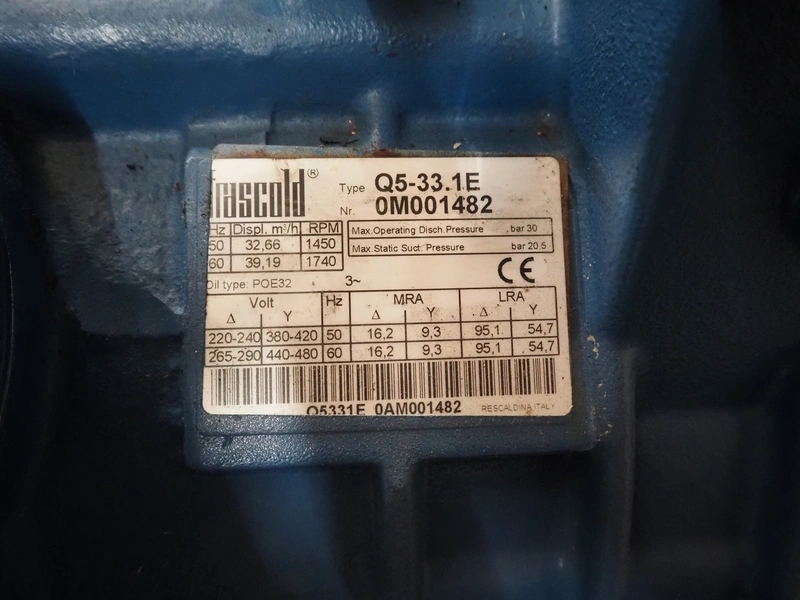 frascold®
Type Q5-33.1E
Nr. 0M001482
Hz Displ. m³/h RPM
50 32,66 1450
60 39,19 1740
Max.Operating Disch.Pressure bar 30
Max.Static Suct. Pressure bar 20.5
CE
Oil type: POE32 3~
Volt Hz MRA LRA
Δ Y Δ Y Δ Y
220-240 380-420 50 16,2 9,3 95,1 54,7
265-290 440-480 60 16,2 9,3 95,1 54,7
Q5331E 0AM001482 RESCALDINA ITALY